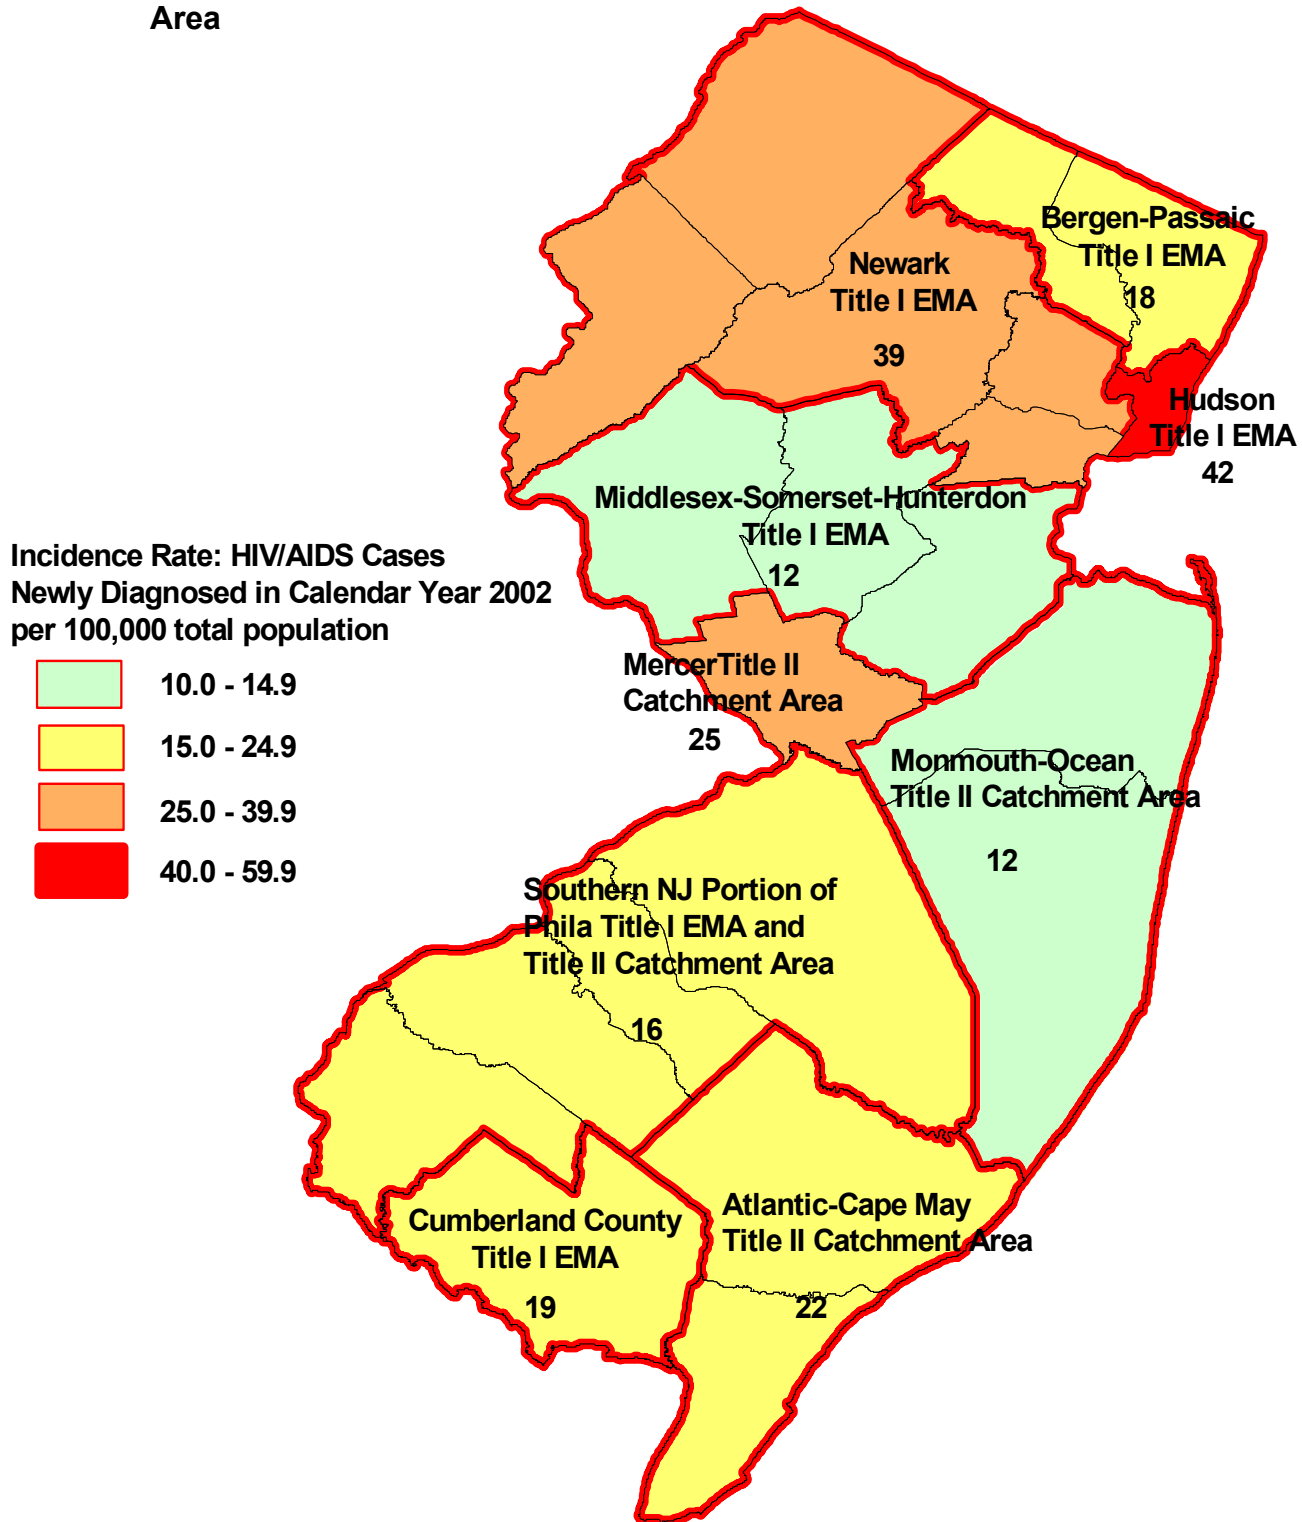 Area
Bergen-Passaic
Title I EMA
18
Newark
Title I EMA
39
Hudson
Title I EMA
42
Middlesex-Somerset-Hunterdon
Title I EMA
12
Incidence Rate: HIV/AIDS Cases
Newly Diagnosed in Calendar Year 2002
per 100,000 total population
10.0 - 14.9
15.0 - 24.9
25.0 - 39.9
40.0 - 59.9
MercerTitle II
Catchment Area
25
Monmouth-Ocean
Title II Catchment Area
12
Southern NJ Portion of
Phila Title I EMA and
Title II Catchment Area
16
Atlantic-Cape May
Title II Catchment Area
22
Cumberland County
Title I EMA
19